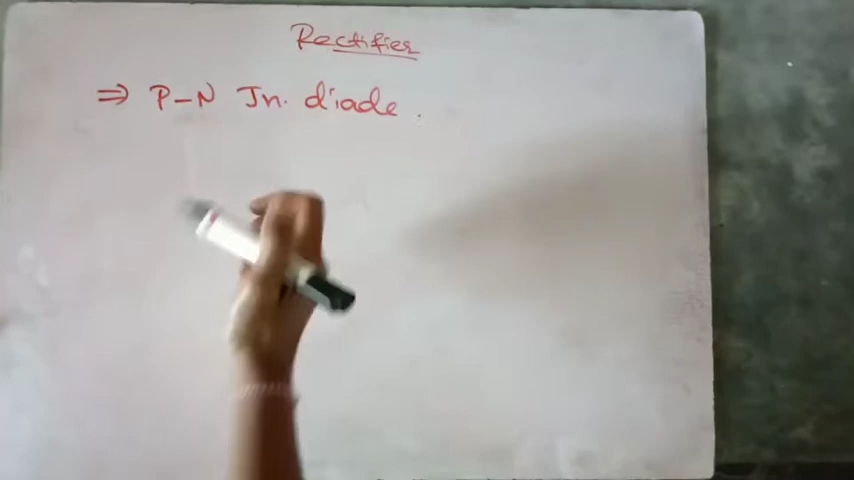 Rectifier
⇒ P-N Jn. diode.